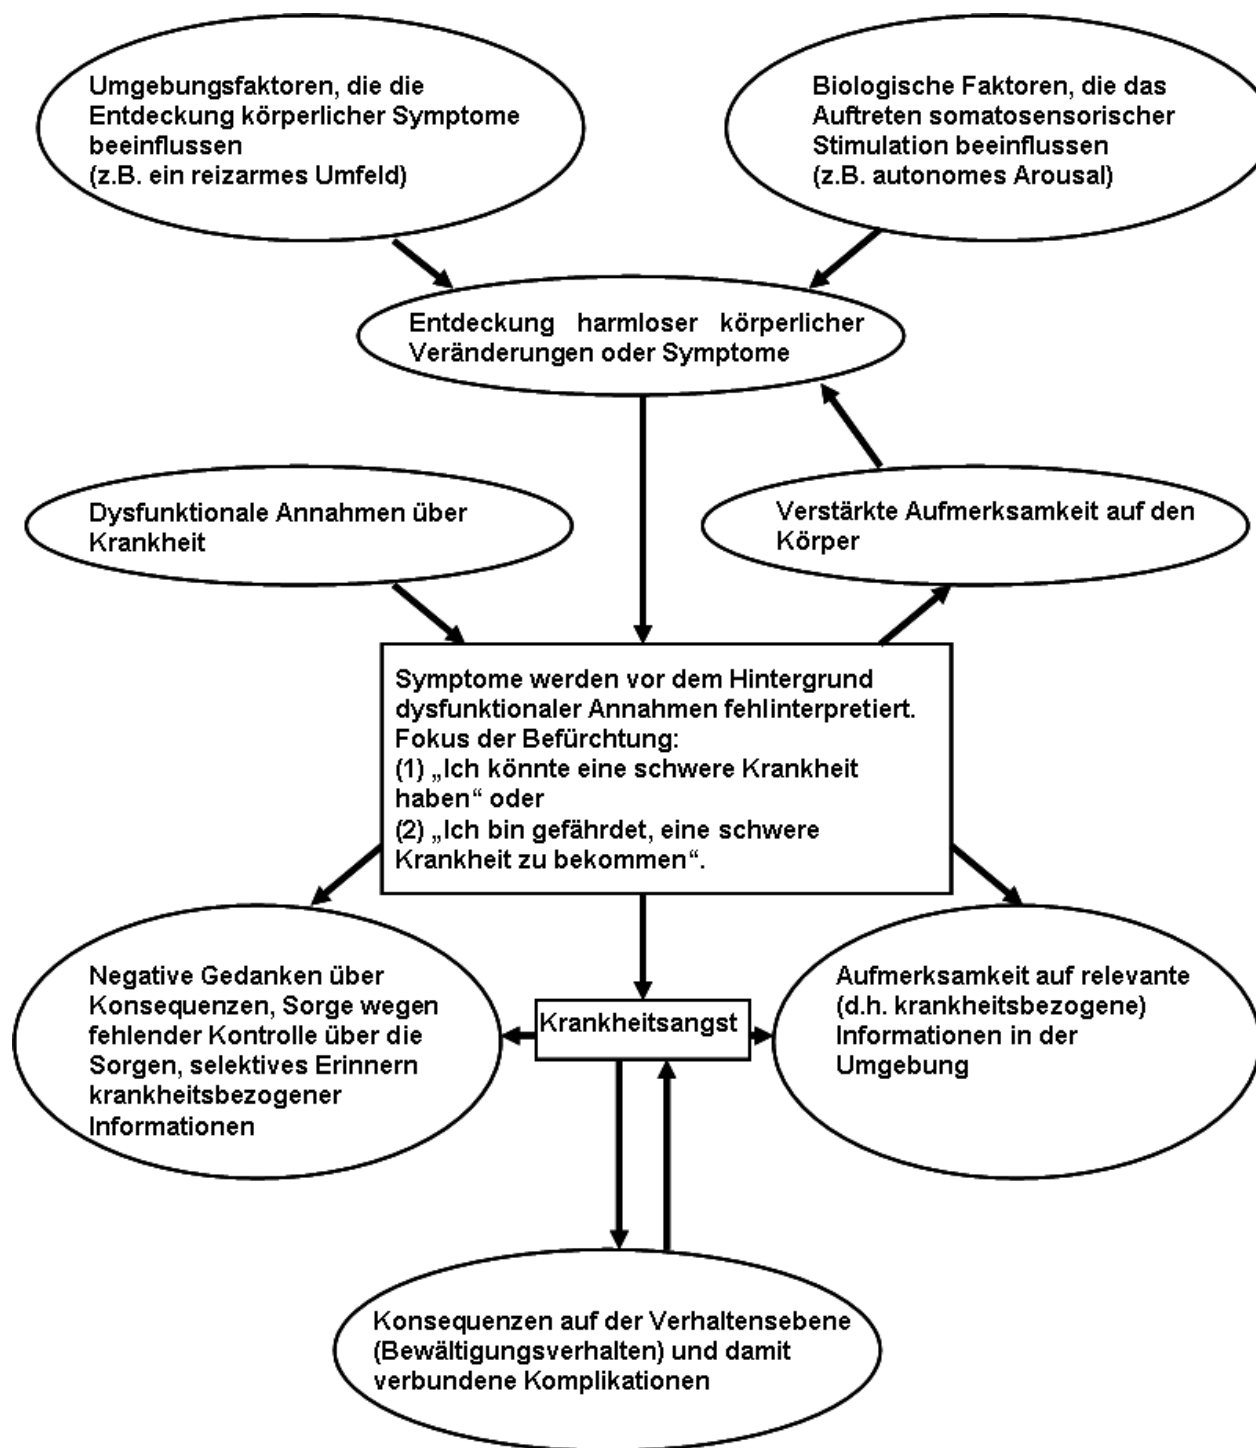 Umgebungsfaktoren, die die
Entdeckung körperlicher Symptome
beeinflussen
(z.B. ein reizarmes Umfeld)
Biologische Faktoren, die das
Auftreten somatosensorischer
Stimulation beeinflussen
(z.B. autonomes Arousal)
Entdeckung harmloser körperlicher
Veränderungen oder Symptome
Dysfunktionale Annahmen über
Krankheit
Verstärkte Aufmerksamkeit auf den
Körper
Symptome werden vor dem Hintergrund
dysfunktionaler Annahmen fehlinterpretiert.
Fokus der Befürchtung:
(1) „Ich könnte eine schwere Krankheit
haben“ oder
(2) „Ich bin gefährdet, eine schwere
Krankheit zu bekommen“.
Negative Gedanken über
Konsequenzen, Sorge wegen
fehlender Kontrolle über die
Sorgen, selektives Erinnern
krankheitsbezogener
Informationen
Krankheitsangst
Aufmerksamkeit auf relevante
(d.h. krankheitsbezogene)
Informationen in der
Umgebung
Konsequenzen auf der Verhaltensebene
(Bewältigungsverhalten) und damit
verbundene Komplikationen